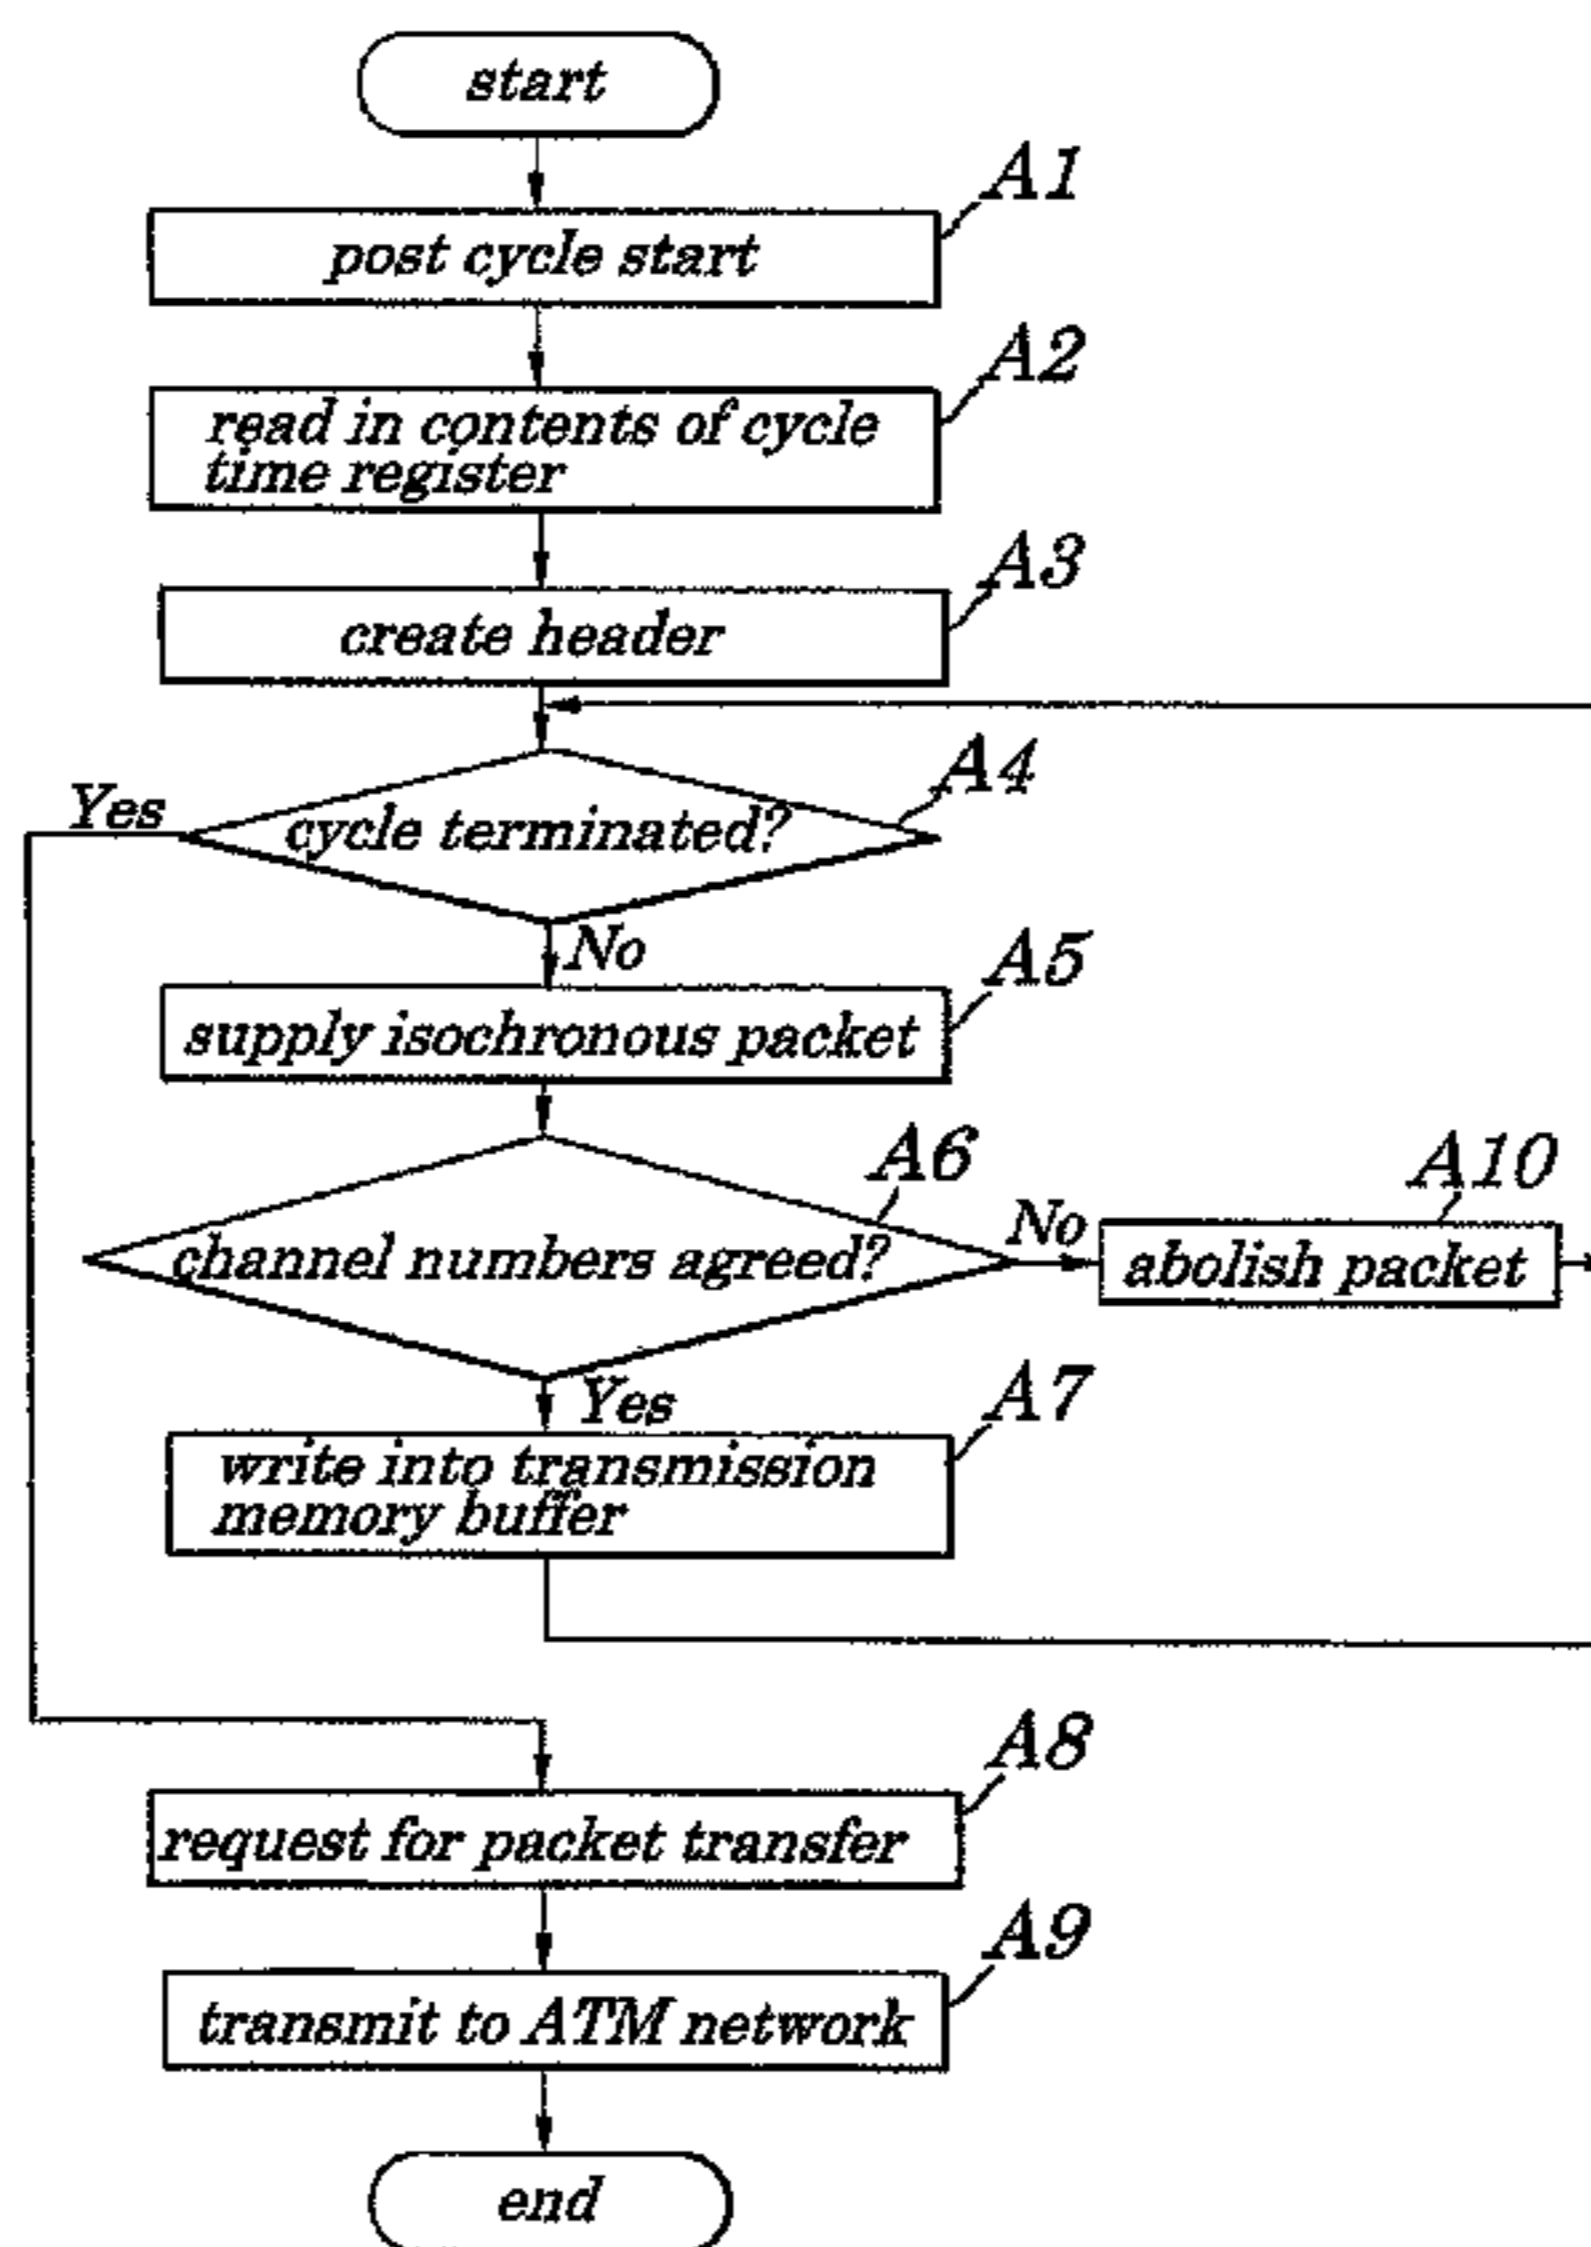 start
A1
post cycle start
A2
read in contents of cycle
time register
A3
create header
A4
Yes
cycle terminated?
No
A5
supply isochronous packet
A6
No
A10
channel numbers agreed?
abolish packet
Yes
A7
write into transmission
memory buffer
A8
request for packet transfer
A9
transmit to ATM network
end